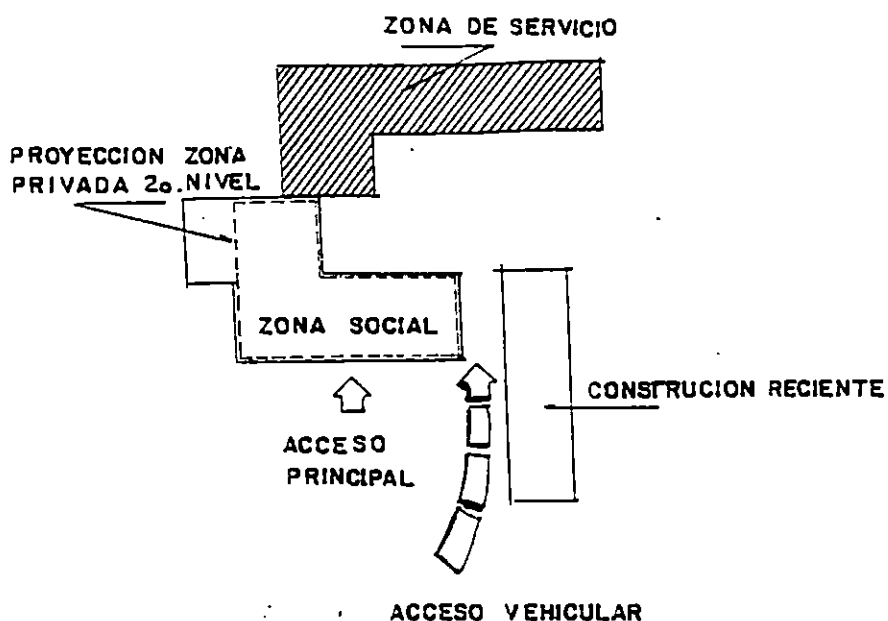 ZONA DE SERVICIO
PROYECCION ZONA
PRIVADA 2o. NIVEL
ZONA SOCIAL
CONSTRUCION RECIENTE
ACCESO
PRINCIPAL
ACCESO VEHICULAR